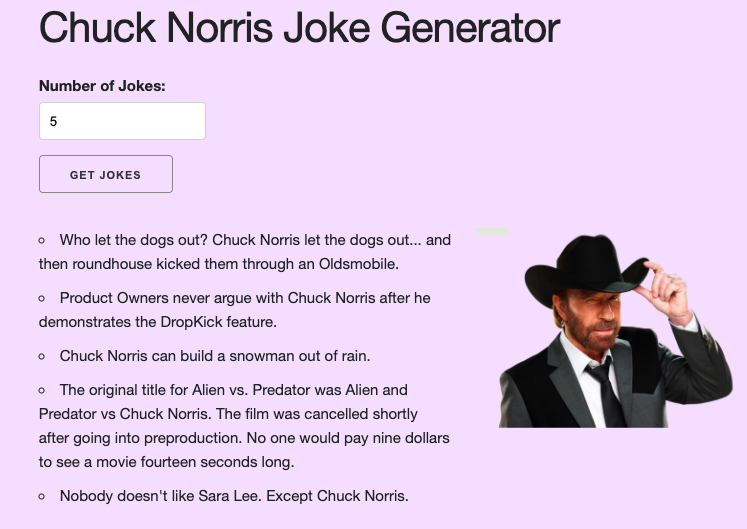 Chuck Norris Joke Generator
Number of Jokes:
5
GET JOKES
Who let the dogs out? Chuck Norris let the dogs out... and
then roundhouse kicked them through an Oldsmobile.
Product Owners never argue with Chuck Norris after he
demonstrates the DropKick feature.
Chuck Norris can build a snowman out of rain.
The original title for Alien vs. Predator was Alien and
Predator vs Chuck Norris. The film was cancelled shortly
after going into preproduction. No one would pay nine dollars
to see a movie fourteen seconds long.
Nobody doesn't like Sara Lee. Except Chuck Norris.